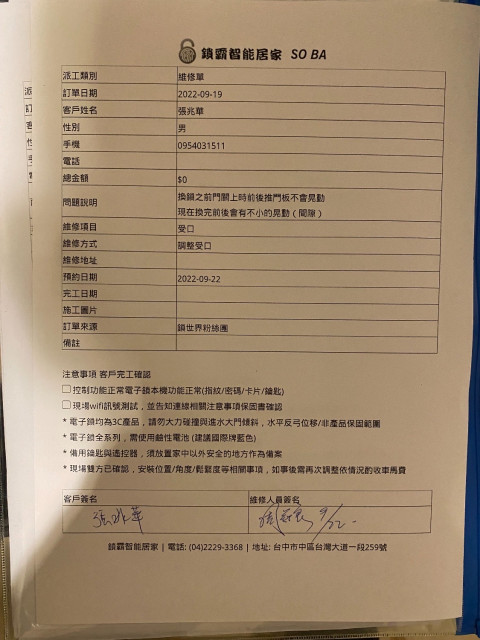 鎖霸智能居家 SO BA
派工類別 維修單
訂單日期 2022-09-19
客戶姓名 張兆華
性別 男
手機 0954031511
電話
總金額 $0
問題說明 換鎖之前門關上時前後推門板不會晃動
現在換完前後會有不小的晃動（間隙）
維修項目 受口
維修方式 調整受口
維修地址
預約日期 2022-09-22
完工日期
施工圖片
訂單來源 鎖世界粉絲團
備註
注意事項 客戶完工確認
控制功能正常電子鎖本機功能正常(指紋/密碼/卡片/鑰匙)
現場wifi訊號測試，並告知連線相關注意事項保固書確認
* 電子鎖均為3C產品，請勿大力碰撞與進水大門傾斜，水平反弓位移/非產品保固範圍
* 電子鎖全系列，需使用鹼性電池 (建議國際牌藍色)
* 備用鑰匙與遙控器，須放置家中以外安全的地方作為備案
* 現場雙方已確認，安裝位置/角度/鬆緊度等相關事項，如事後需再次調整依情況酌收車馬費
客戶簽名 維修人員簽名
張兆華 9/22
鎖霸智能居家 | 電話: (04)2229-3368 | 地址: 台中市中區台灣大道一段259號